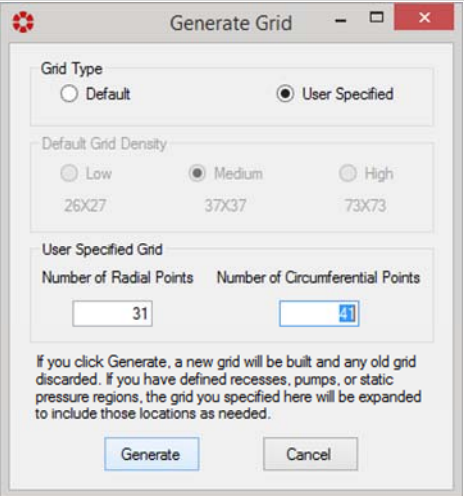 Generate Grid
Grid Type
Default User Specified
Default Grid Density
Low Medium High
26X27 37X37 73X73
User Specified Grid
Number of Radial Points Number of Circumferential Points
31 41
If you click Generate, a new grid will be built and any old grid
discarded. If you have defined recesses, pumps, or static
pressure regions, the grid you specified here will be expanded
to include those locations as needed.
Generate Cancel